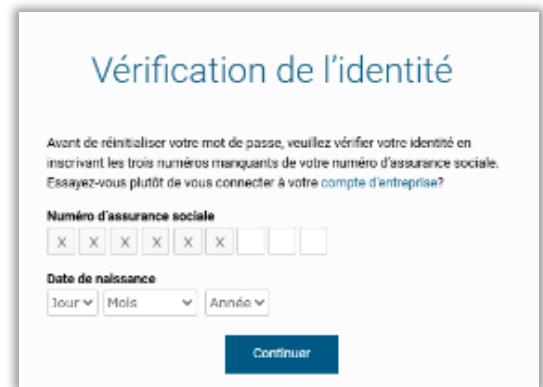 Vérification de l'identité
Avant de réinitialiser votre mot de passe, veuillez vérifier votre identité en
inscrivant les trois numéros manquants de votre numéro d'assurance sociale.
Essayez-vous plutôt de vous connecter à votre compte d'entreprise?
Numéro d'assurance sociale
X X X X X X
Date de naissance
Jour Mois Année
Continuer